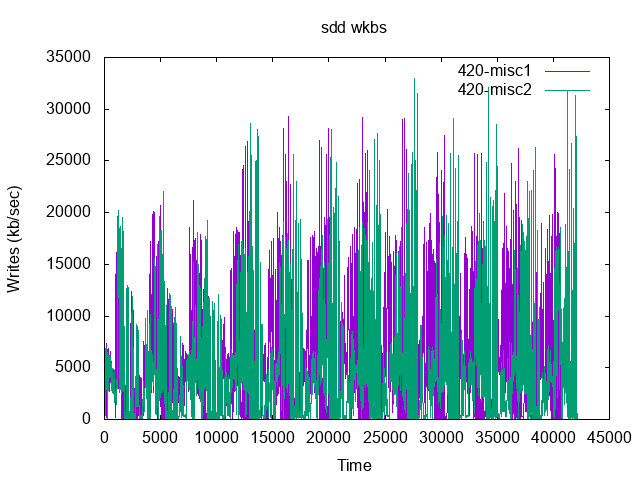 sdd wkbs
35000
30000
25000
20000
15000
10000
5000
0
Writes (kb/sec)
420-misc1
420-misc2
0 5000 10000 15000 20000 25000 30000 35000 40000 45000
Time